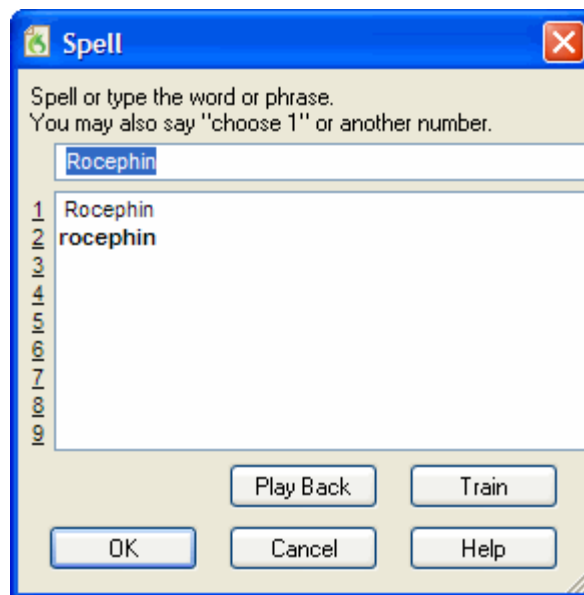 Spell
Spell or type the word or phrase.
You may also say "choose 1" or another number.
Rocephin
1 Rocephin
2 rocephin
3
4
5
6
7
8
9
Play Back Train
OK Cancel Help